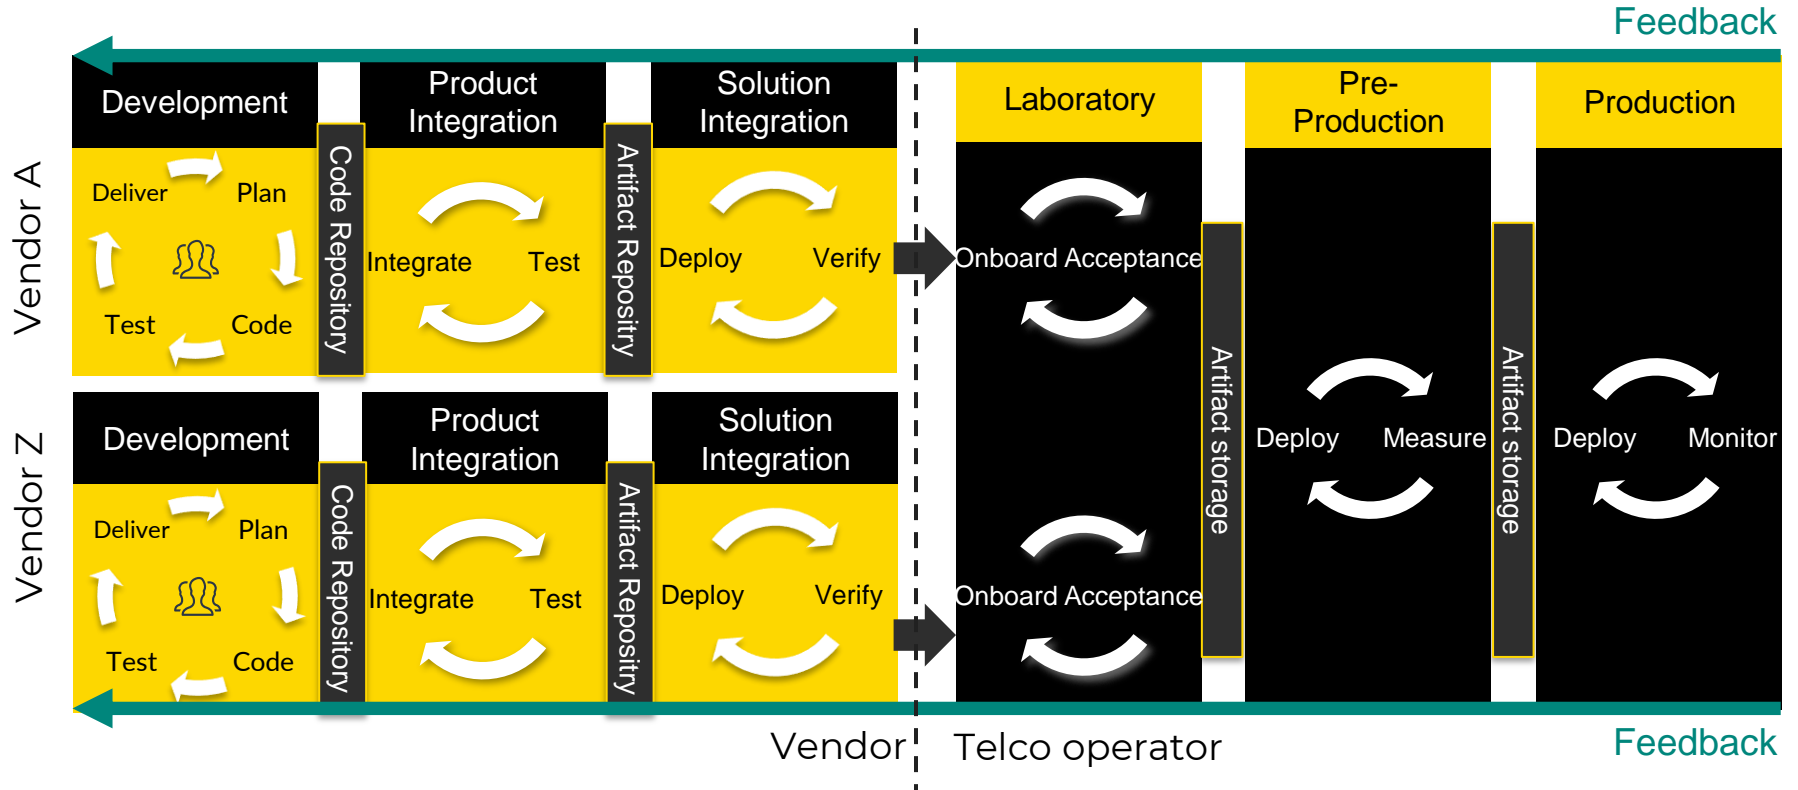 Feedback
Vendor A
Development
Deliver
Plan
Test
Code
Code Repository
Product
Integration
Integrate
Test
Artifact Repositry
Solution
Integration
Deploy
Verify
Laboratory
Onboard Acceptance
Artifact storage
Pre-
Production
Deploy
Measure
Artifact storage
Production
Deploy
Monitor
Vendor Z
Development
Deliver
Plan
Test
Code
Code Repository
Product
Integration
Integrate
Test
Artifact Repositry
Solution
Integration
Deploy
Verify
Onboard Acceptance
Vendor
Telco operator
Feedback